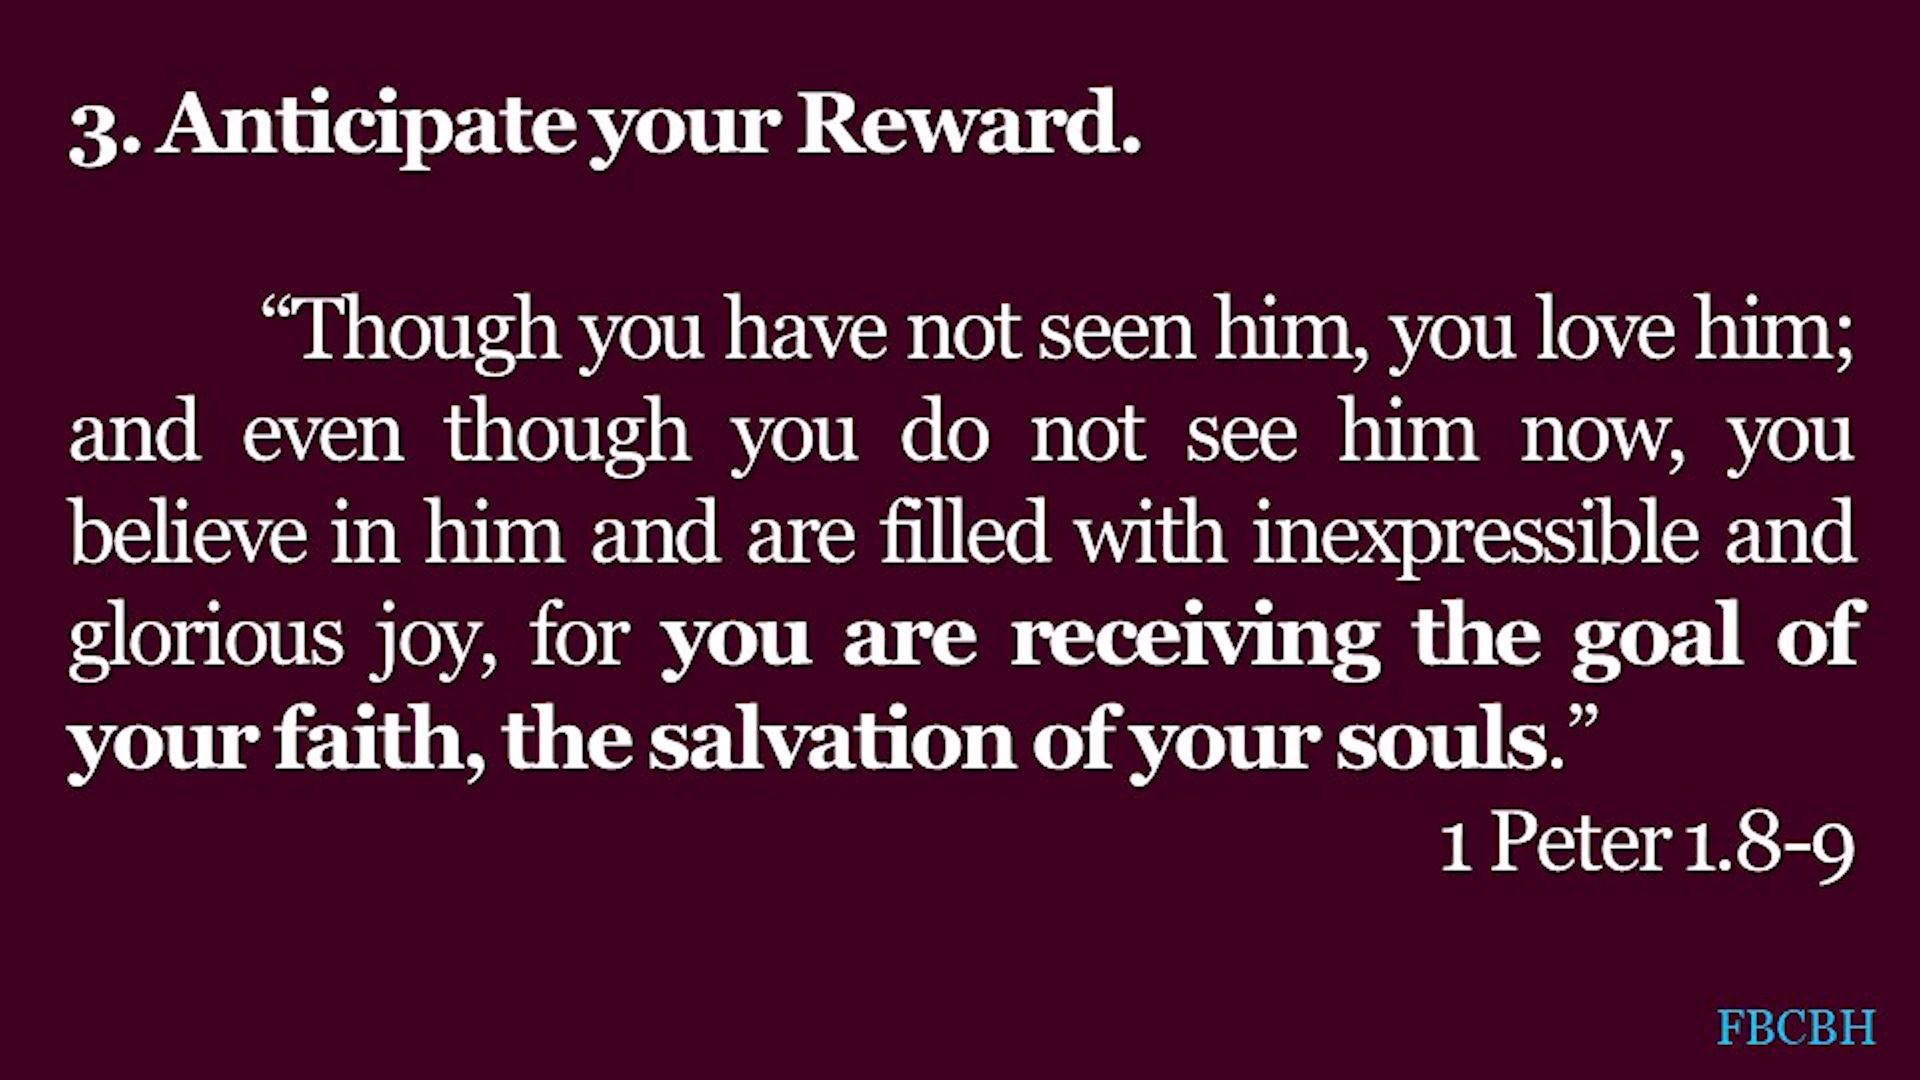 3. Anticipate your Reward.
“Though you have not seen him, you love him;
and even though you do not see him now, you
believe in him and are filled with inexpressible and
glorious joy, for you are receiving the goal of
your faith, the salvation of your souls.”
1 Peter 1.8-9
FBCBH